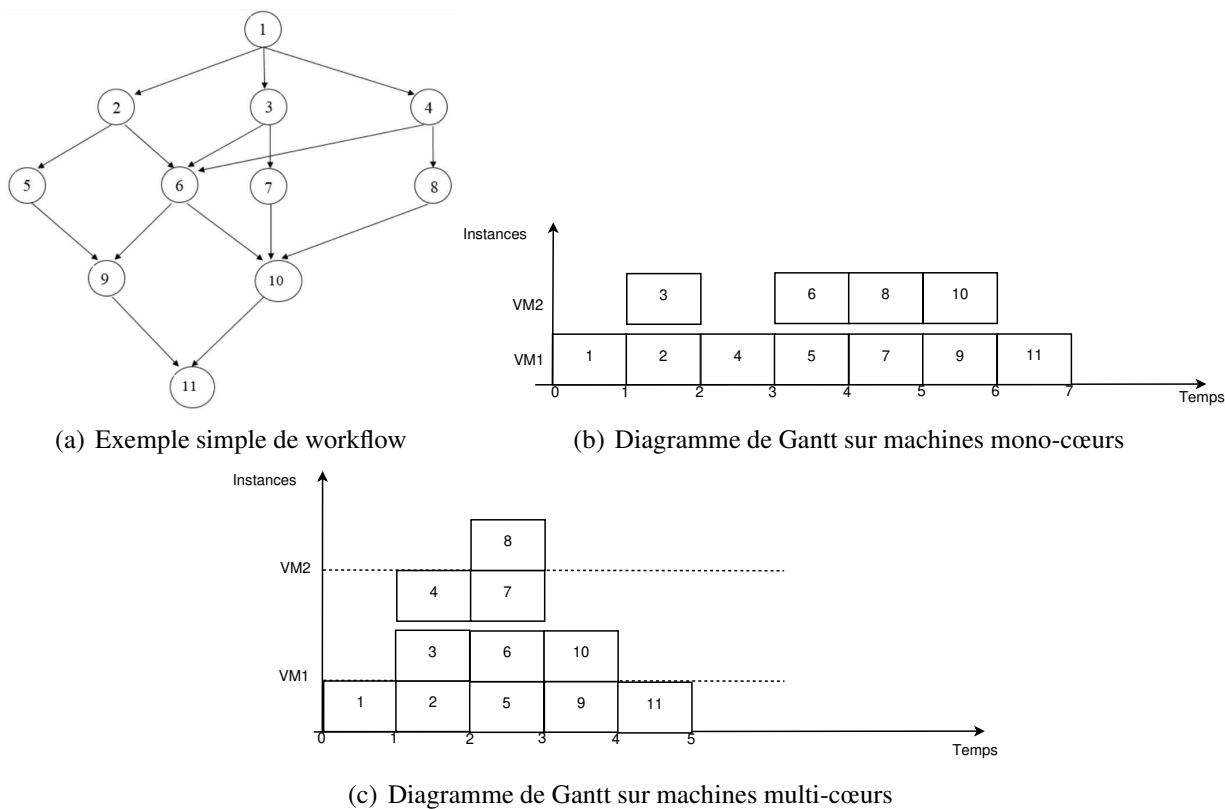 1
2 3 4
5 6 7 8
9 10
11
(a) Exemple simple de workflow
Instances
VM2 3 6 8 10
VM1 1 2 4 5 7 9 11
0 1 2 3 4 5 6 7
Temps
(b) Diagramme de Gantt sur machines mono-cœurs
Instances
8
VM2
4 7
3 6 10
VM1
1 2 5 9 11
0 1 2 3 4 5
Temps
(c) Diagramme de Gantt sur machines multi-cœurs